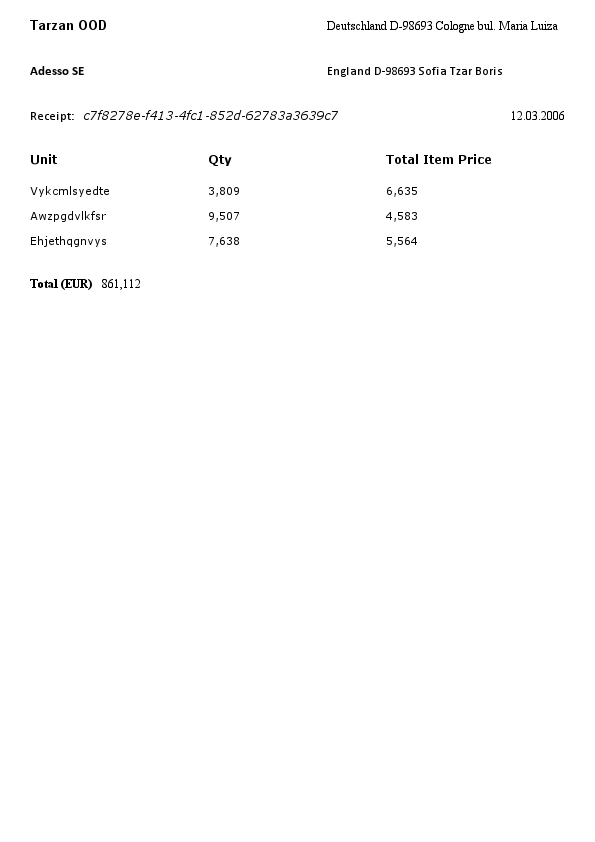 Tarzan OOD Deutschland D-98693 Cologne bul. Maria Luiza
Adesso SE England D-98693 Sofia Tzar Boris
Receipt: c7f8278e-f413-4fc1-852d-62783a3639c7 12.03.2006
Unit Qty Total Item Price
Vykcmlsyedte 3,809 6,635
Awzpgdvlkfsr 9,507 4,583
Ehjethqgnvys 7,638 5,564
Total (EUR) 861,112